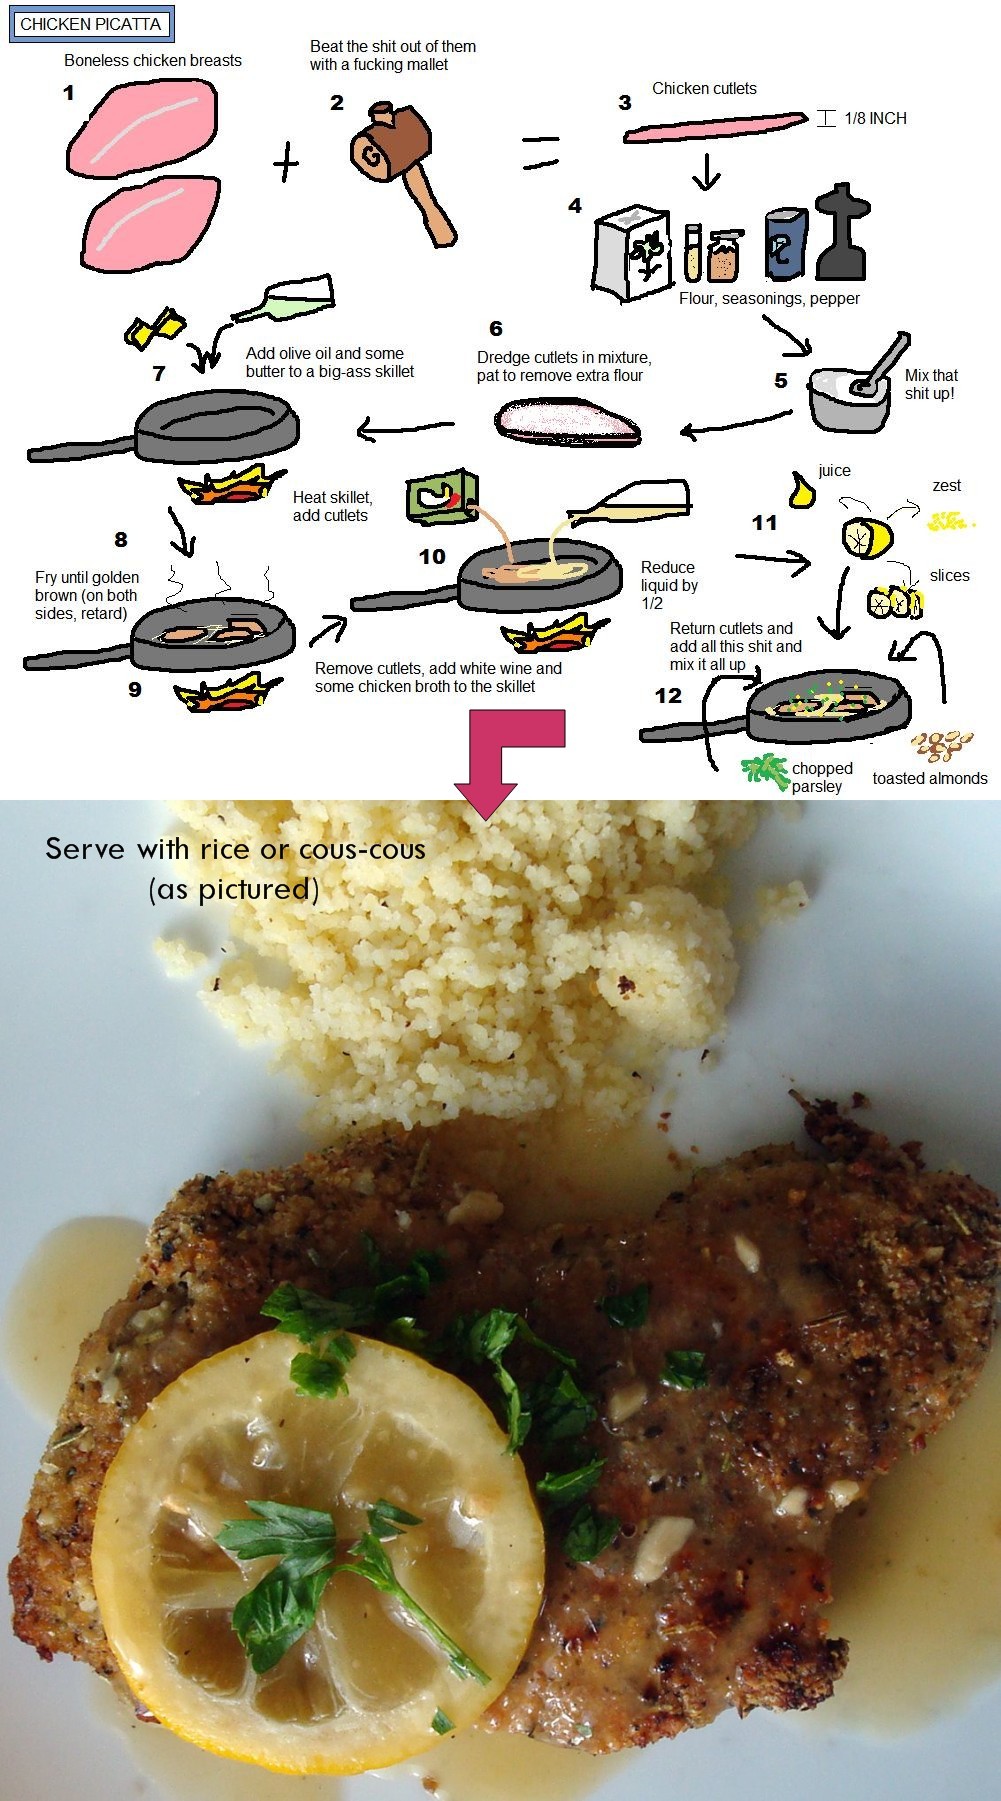 CHICKEN PICATTA
Boneless chicken breasts
1
Beat the shit out of them
with a fucking mallet
2
Chicken cutlets
3
1/8 INCH
4
Flour, seasonings, pepper
5
Mix that
shit up!
6
Dredge cutlets in mixture,
pat to remove extra flour
7
Add olive oil and some
butter to a big-ass skillet
Heat skillet,
add cutlets
8
Fry until golden
brown (on both
sides, retard)
9
Remove cutlets, add white wine and
some chicken broth to the skillet
10
Reduce
liquid by
1/2
11
juice
zest
slices
Return cutlets and
add all this shit and
mix it all up
12
chopped
parsley
toasted almonds
Serve with rice or cous-cous
(as pictured)